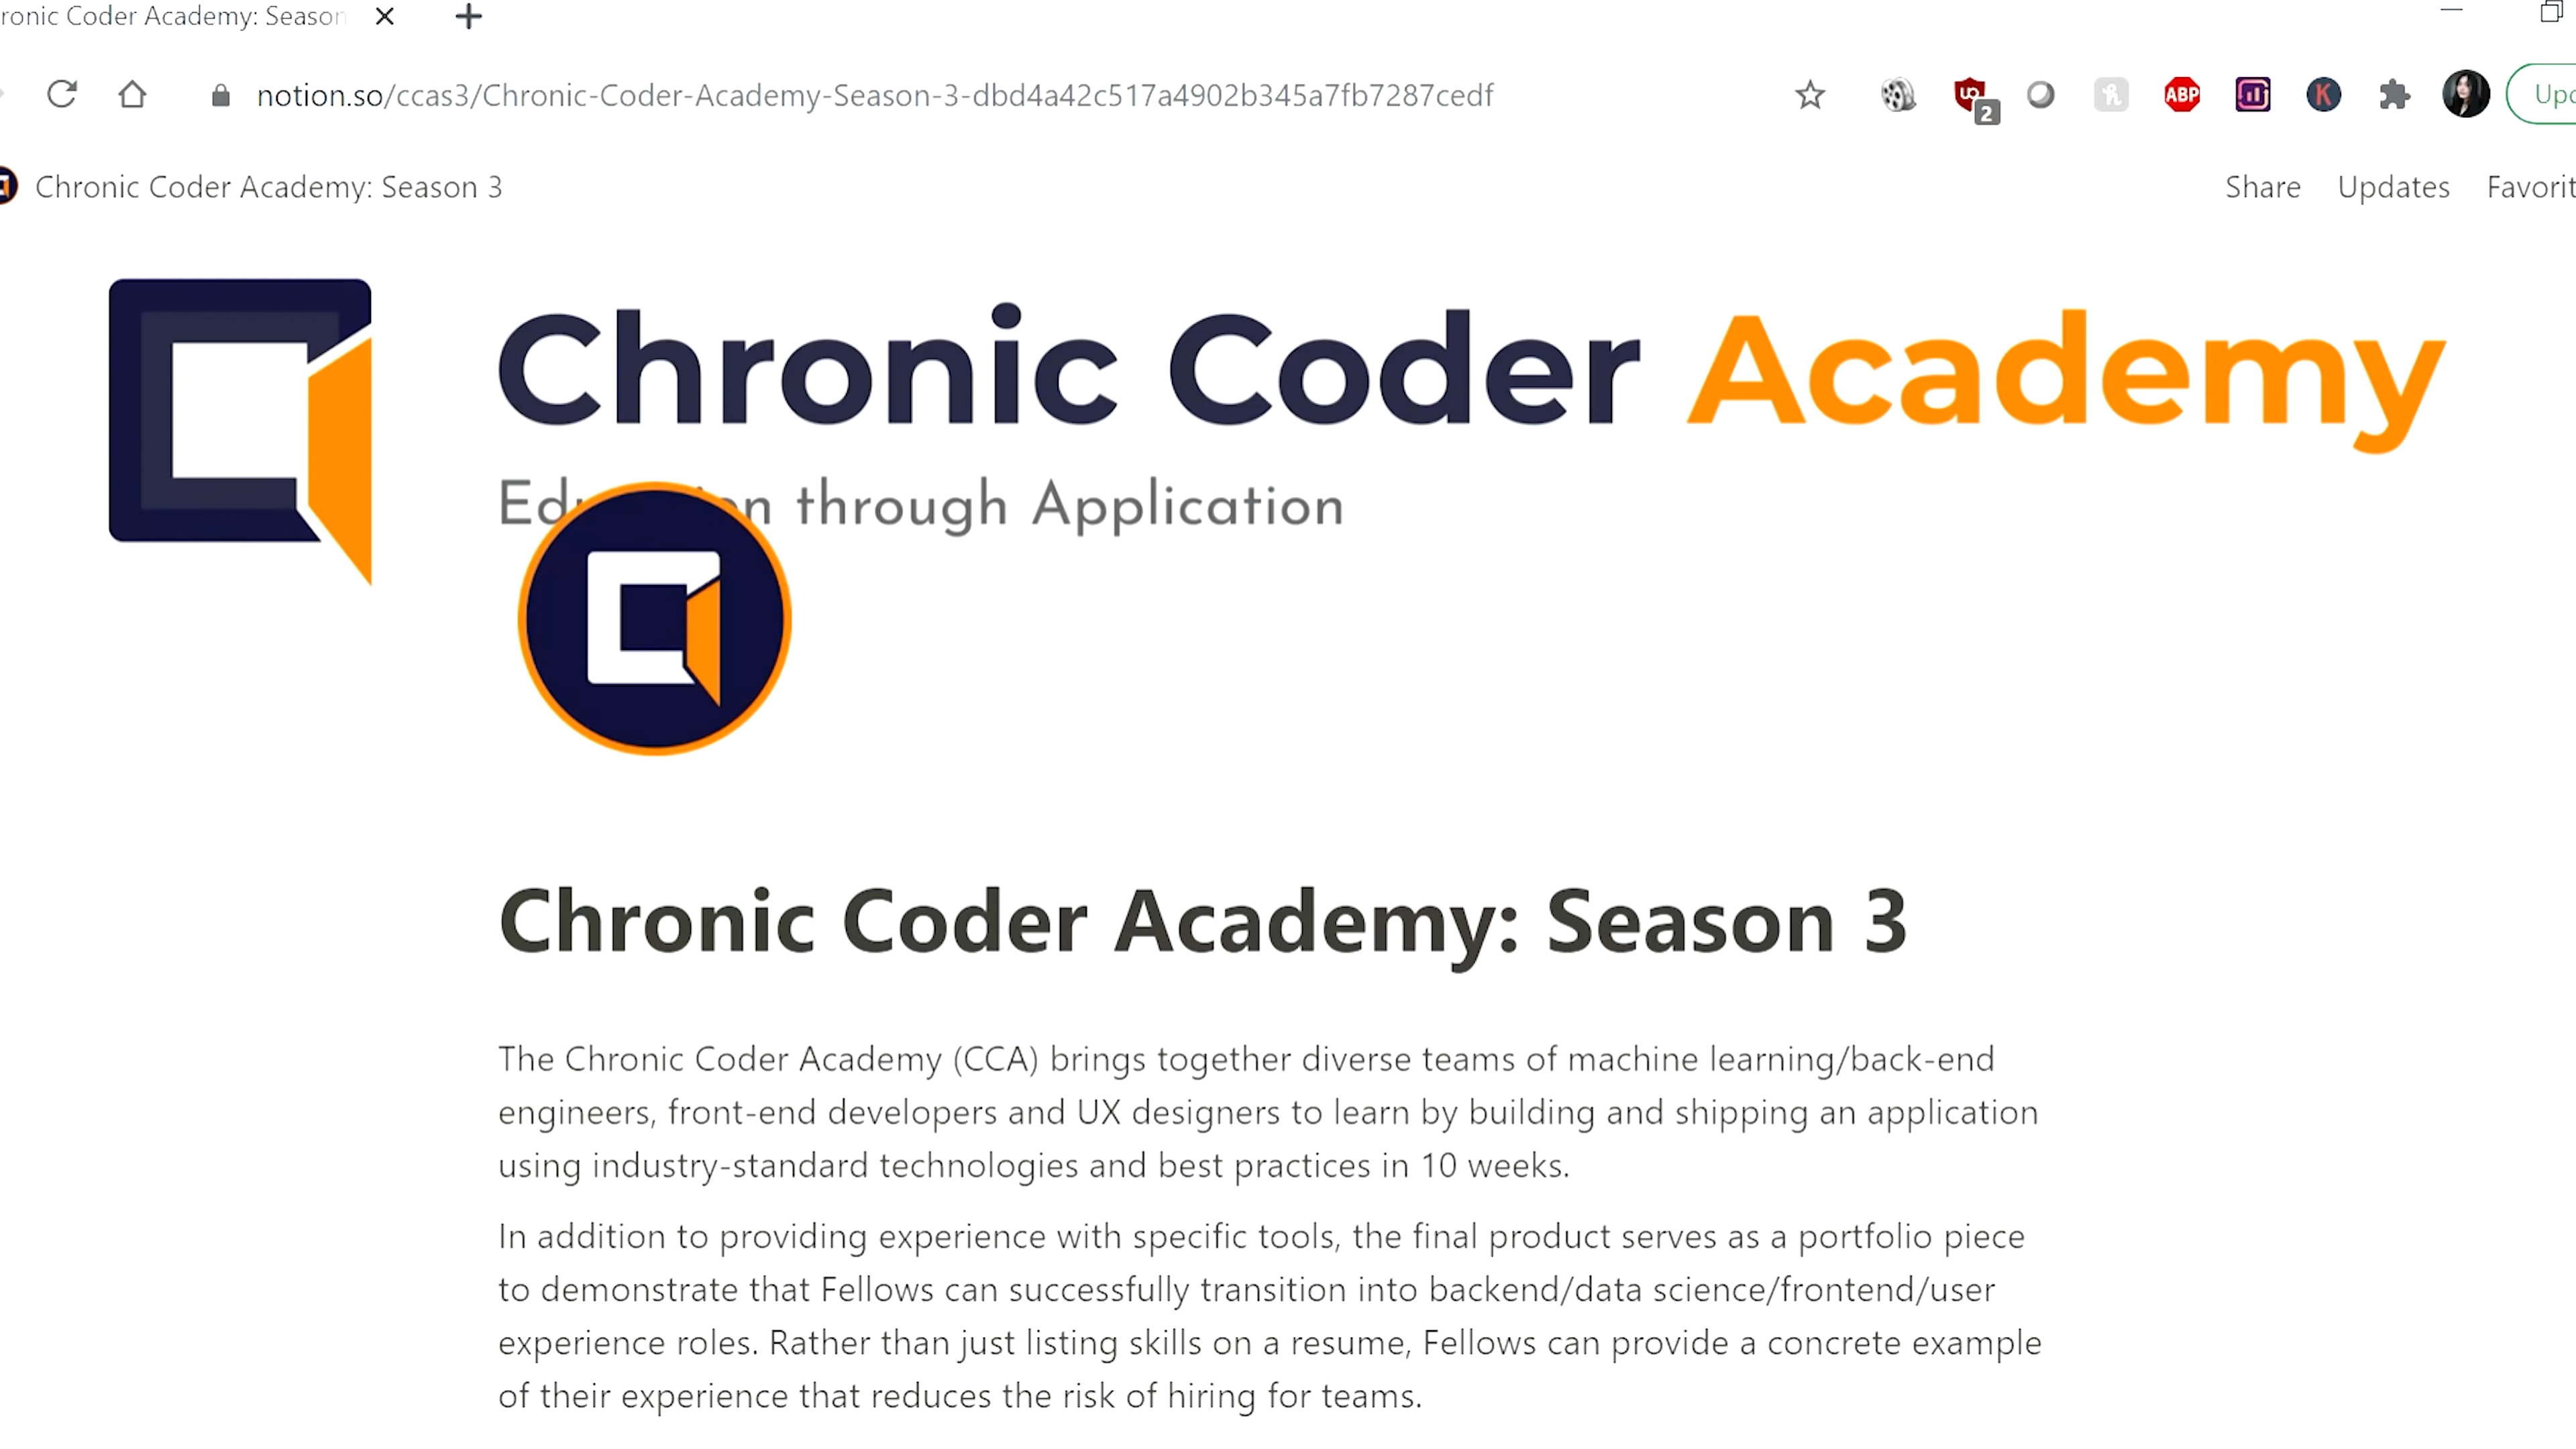 ronic Coder Academy: Season
notion.so/ccas3/Chronic-Coder-Academy-Season-3-dbd4a42c517a4902b345a7fb7287cedf
2
ABP
K
Upd
Chronic Coder Academy: Season 3
Share Updates Favorit
Chronic Coder Academy
through Application
Chronic Coder Academy: Season 3
The Chronic Coder Academy (CCA) brings together diverse teams of machine learning/back-end
engineers, front-end developers and UX designers to learn by building and shipping an application
using industry-standard technologies and best practices in 10 weeks.
In addition to providing experience with specific tools, the final product serves as a portfolio piece
to demonstrate that Fellows can successfully transition into backend/data science/frontend/user
experience roles. Rather than just listing skills on a resume, Fellows can provide a concrete example
of their experience that reduces the risk of hiring for teams.